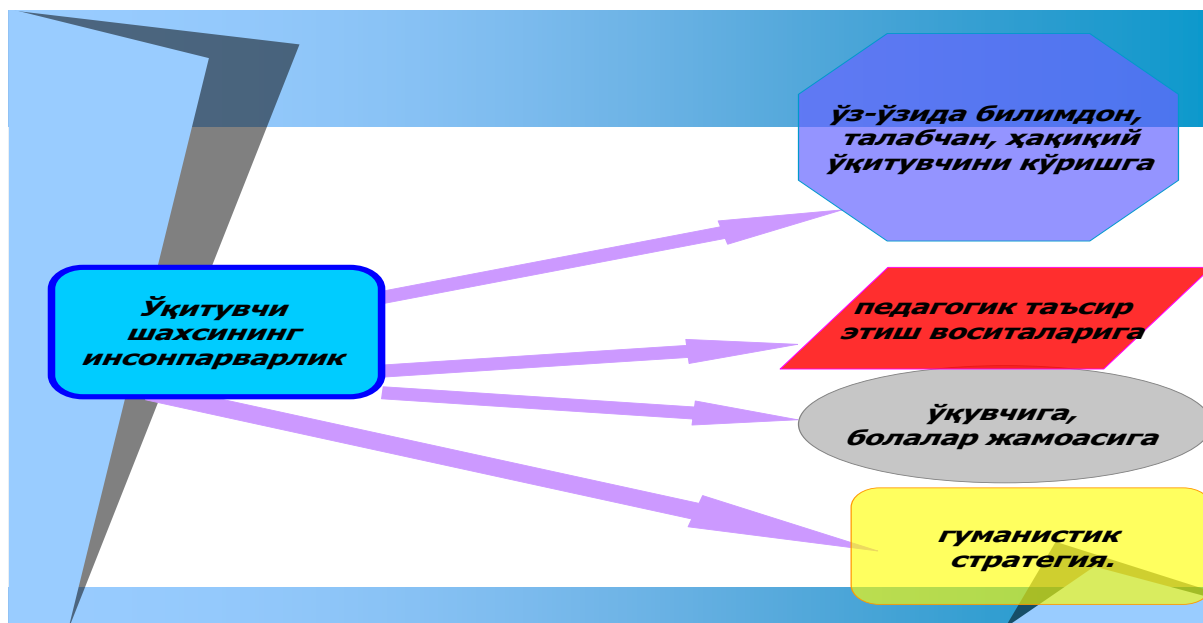 Ўқитувчи
шахсининг
инсонпарварлик
ўз-ўзида билимдон,
талабчан, ҳақиқий
ўқитувчини кўришга
педагогик таъсир
этиш воситаларига
ўқувчига,
болалар жамоасига
гуманистик
стратегия.